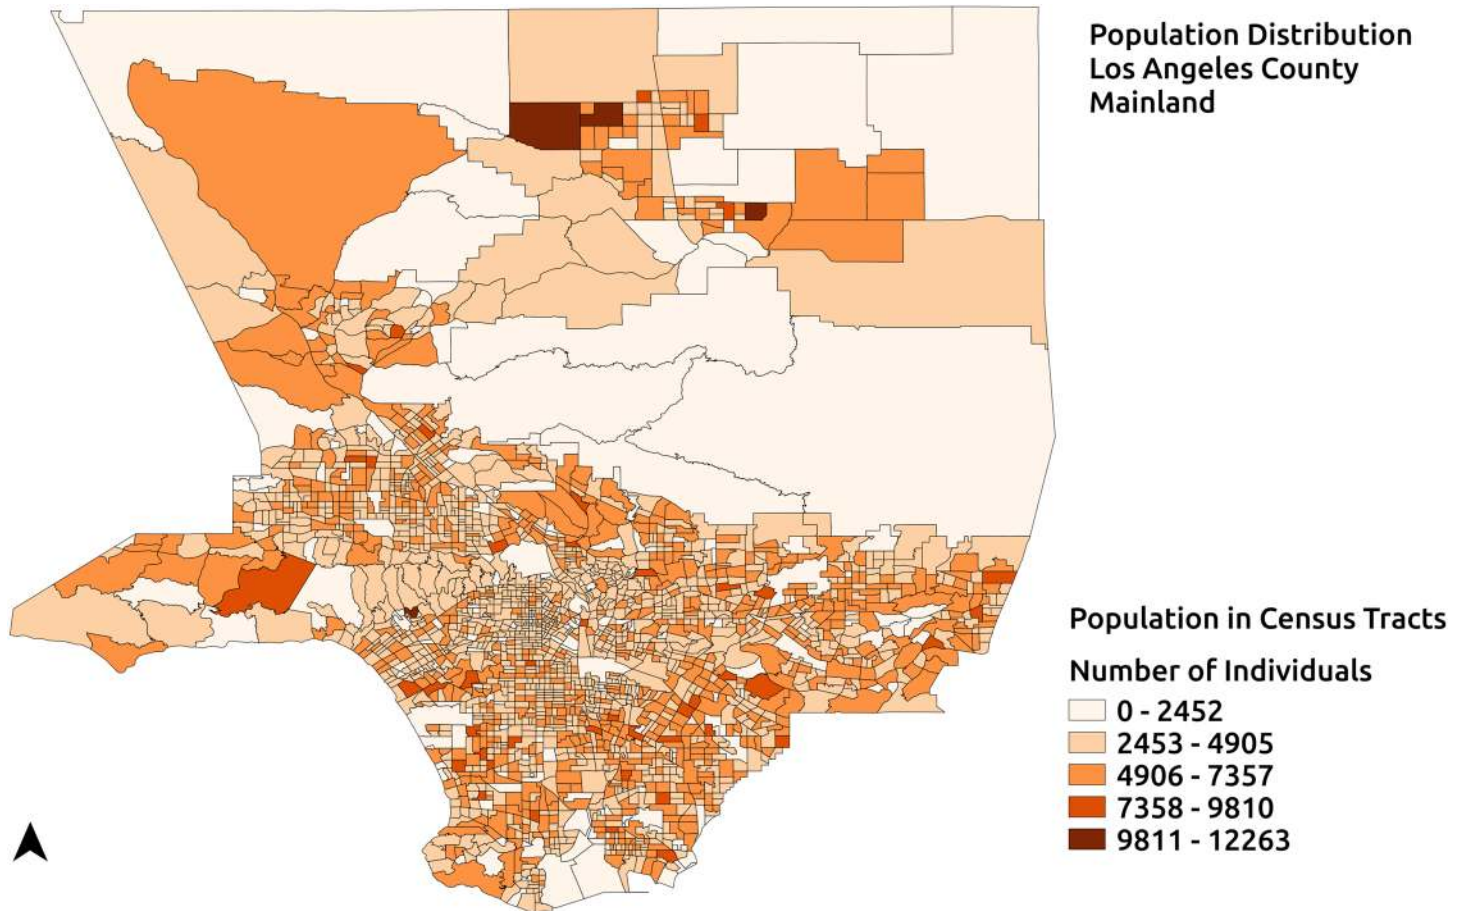 Population Distribution
Los Angeles County
Mainland
Population in Census Tracts
Number of Individuals
0 - 2452
2453 - 4905
4906 - 7357
7358 - 9810
9811 - 12263